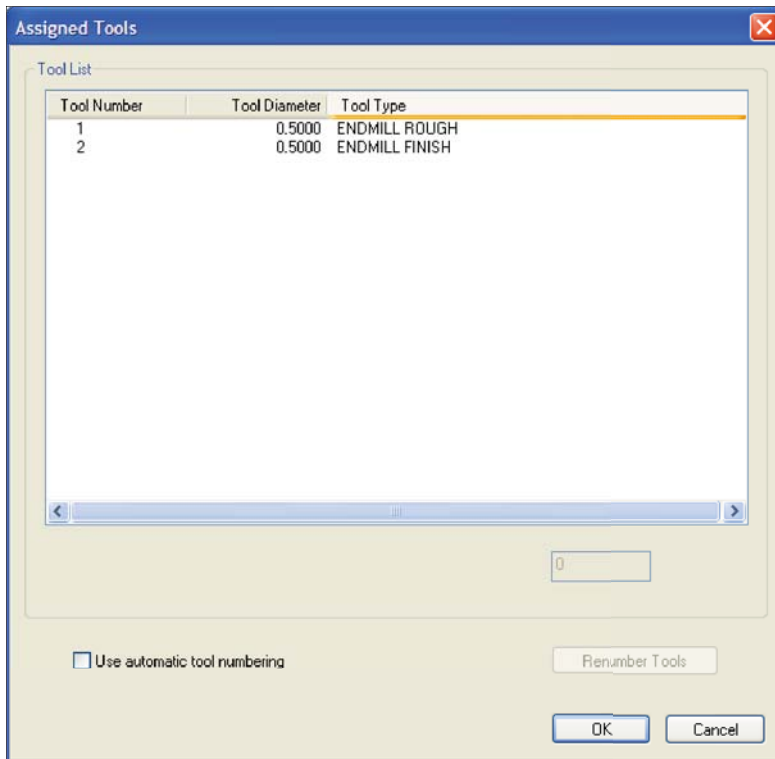 Assigned Tools
Tool List
Tool Number Tool Diameter Tool Type
1 0.5000 ENDMILL ROUGH
2 0.5000 ENDMILL FINISH
0
Use automatic tool numbering Renumber Tools
OK Cancel